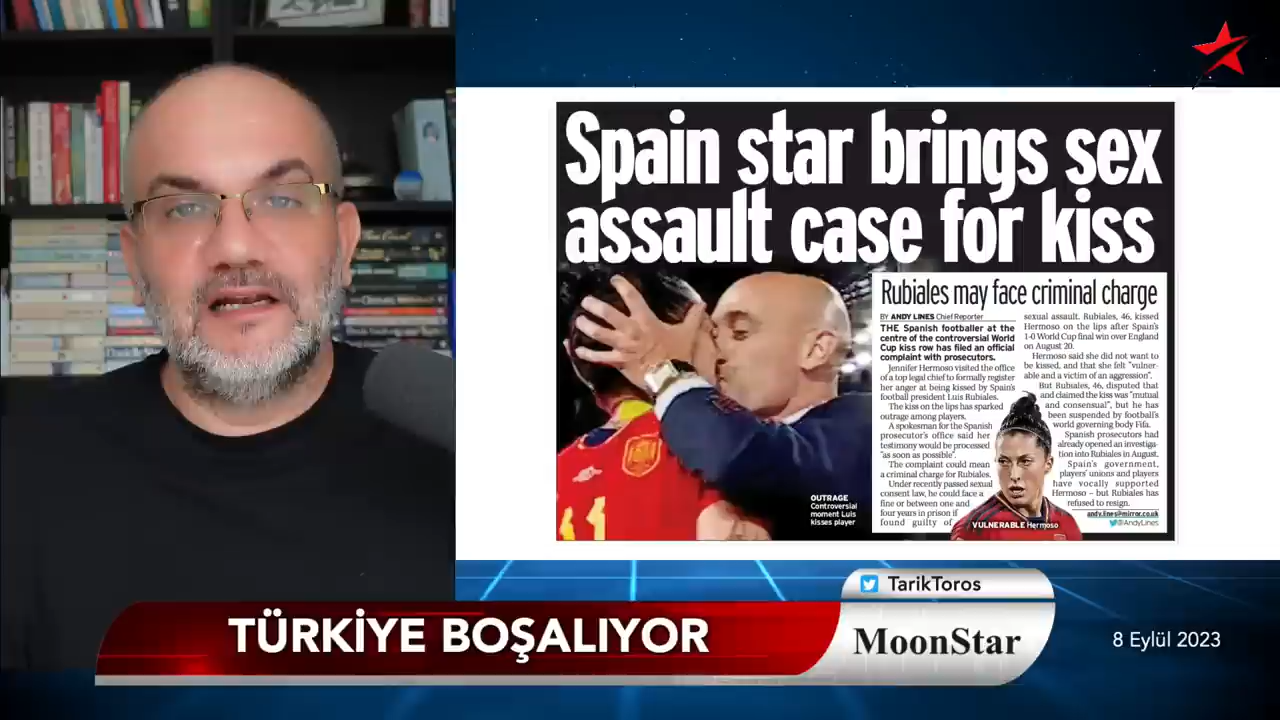 Spain star brings sex
assault case for kiss
Rubiales may face criminal charge
BY ANDY LINES Chief Reporter
THE Spanish footballer at the
centre of the controversial World
Cup kiss row has filed an official
complaint with prosecutors.
Jennifer Hermoso visited the office
of a top legal chief to formally register
her anger at being kissed by Spain's
football president Luis Rubiales.
The kiss on the lips has sparked
outrage among players.
A spokesman for the Spanish
prosecutor's office said her
testimony would be processed
"as soon as possible".
The complaint could mean
a criminal charge for Rubiales.
Under recently passed sexual
consent law, he could face a
fine or between one and
four years in prison if
found guilty of
sexual assault. Rubiales, 46, kissed
Hermoso on the lips after Spain's
1-0 World Cup final win over England
on August 20.
Hermoso said she did not want to
be kissed, and that she felt "vulner-
able and a victim of an aggression".
But Rubiales, 46, disputed that
and claimed the kiss was "mutual
and consensual", but he has
been suspended by football's
world governing body Fifa.
Spanish prosecutors had
already opened an investiga-
tion into Rubiales in August.
Spain's government,
players' unions and players
have vocally supported
Hermoso – but Rubiales has
refused to resign.
andy.lines@mirror.co.uk
@AndyLines
OUTRAGE
Controversial
moment Luis
kisses player
VULNERABLE Hermoso
11
TarikToros
TÜRKİYE BOŞALIYOR
MoonStar
8 Eylül 2023